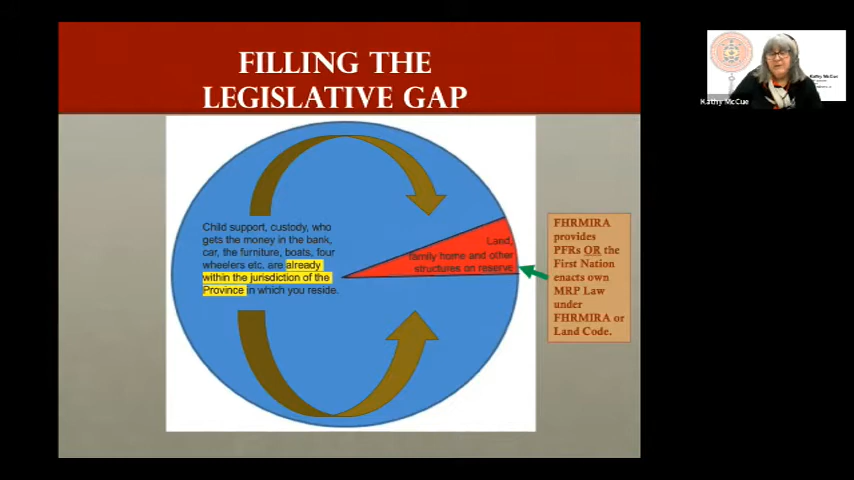 FILLING THE
LEGISLATIVE GAP
Child support, custody, who
gets the money in the bank,
car, the furniture, boats, four
wheelers etc. are already
within the jurisdiction of the
Province in which you reside.
Land,
family home and other
structures on reserve
FHRMIRA
provides
PFRs OR the
First Nation
enacts own
MRP Law
under
FHRMIRA or
Land Code.
Kathy McCue
Kathy McCue